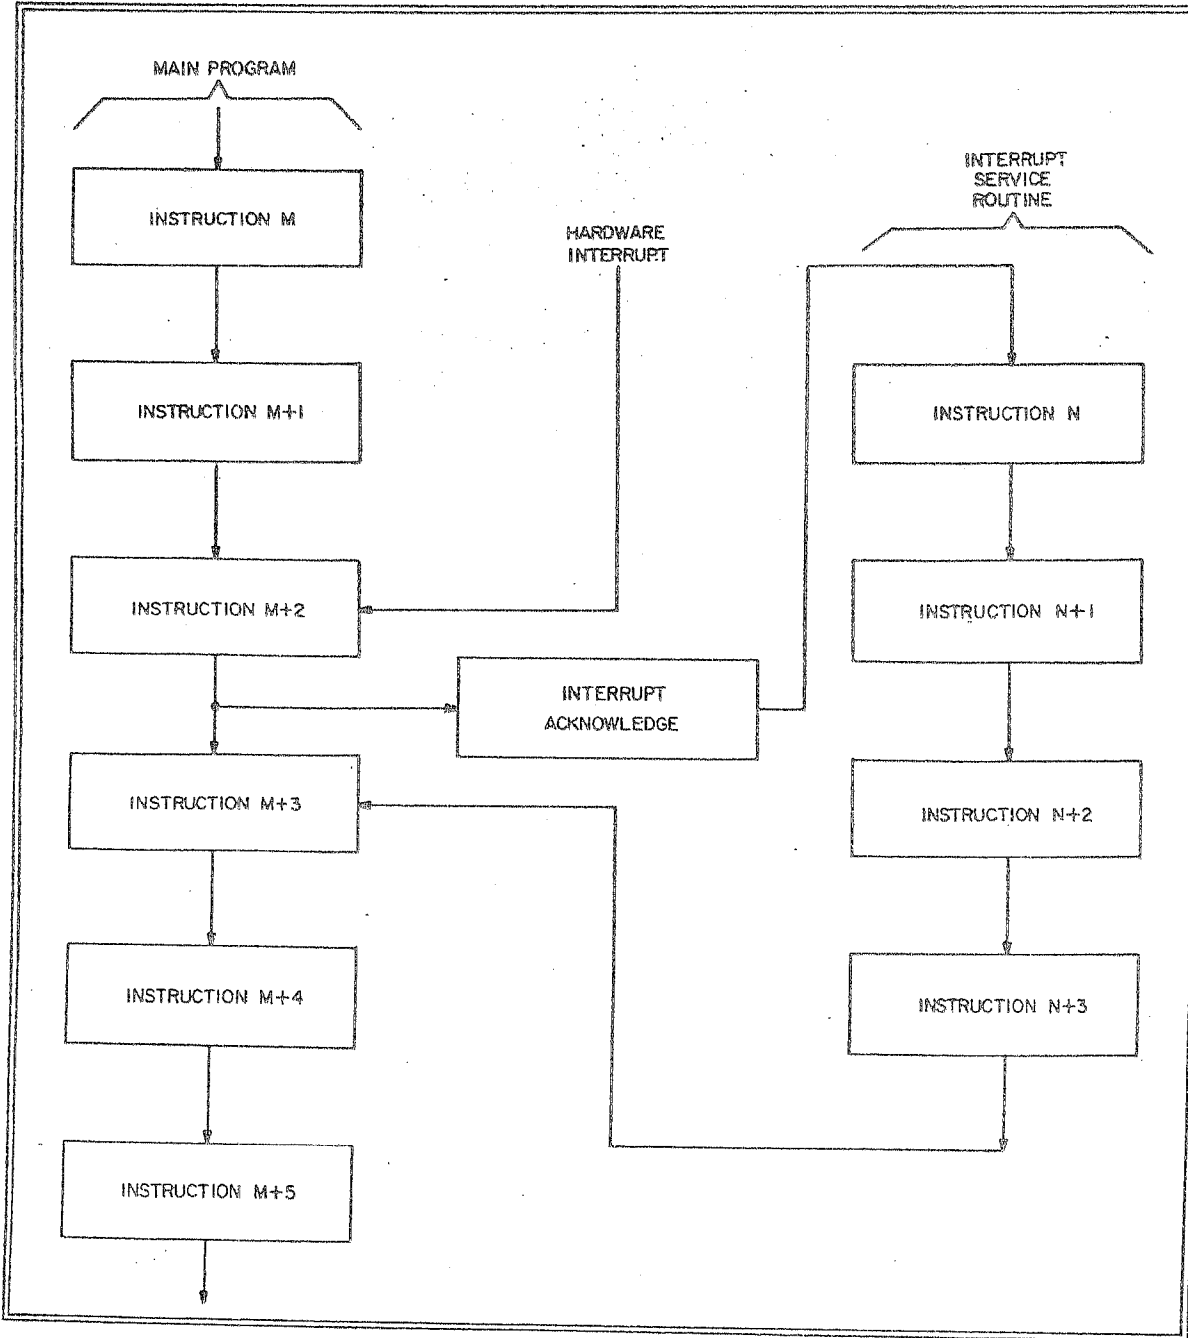 MAIN PROGRAM
INSTRUCTION M
INSTRUCTION M+1
INSTRUCTION M+2
INSTRUCTION M+3
INSTRUCTION M+4
INSTRUCTION M+5
HARDWARE
INTERRUPT
INTERRUPT
ACKNOWLEDGE
INTERRUPT
SERVICE
ROUTINE
INSTRUCTION N
INSTRUCTION N+1
INSTRUCTION N+2
INSTRUCTION N+3